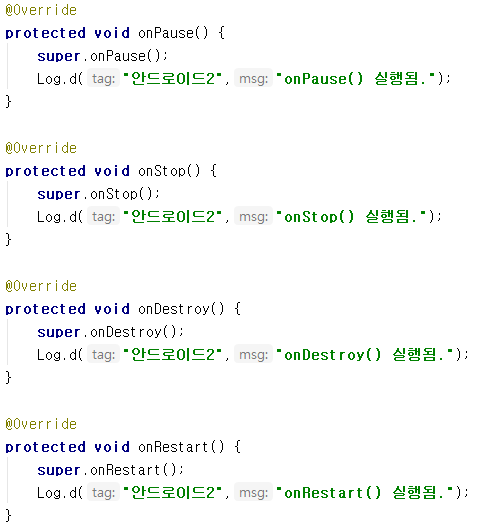 @Override
protected void onPause() {
    super.onPause();
    Log.d( tag: "안드로이드2", msg: "onPause() 실행됨.");
}
@Override
protected void onStop() {
    super.onStop();
    Log.d( tag: "안드로이드2", msg: "onStop() 실행됨.");
}
@Override
protected void onDestroy() {
    super.onDestroy();
    Log.d( tag: "안드로이드2", msg: "onDestroy() 실행됨.");
}
@Override
protected void onRestart() {
    super.onRestart();
    Log.d( tag: "안드로이드2", msg: "onRestart() 실행됨.");
}